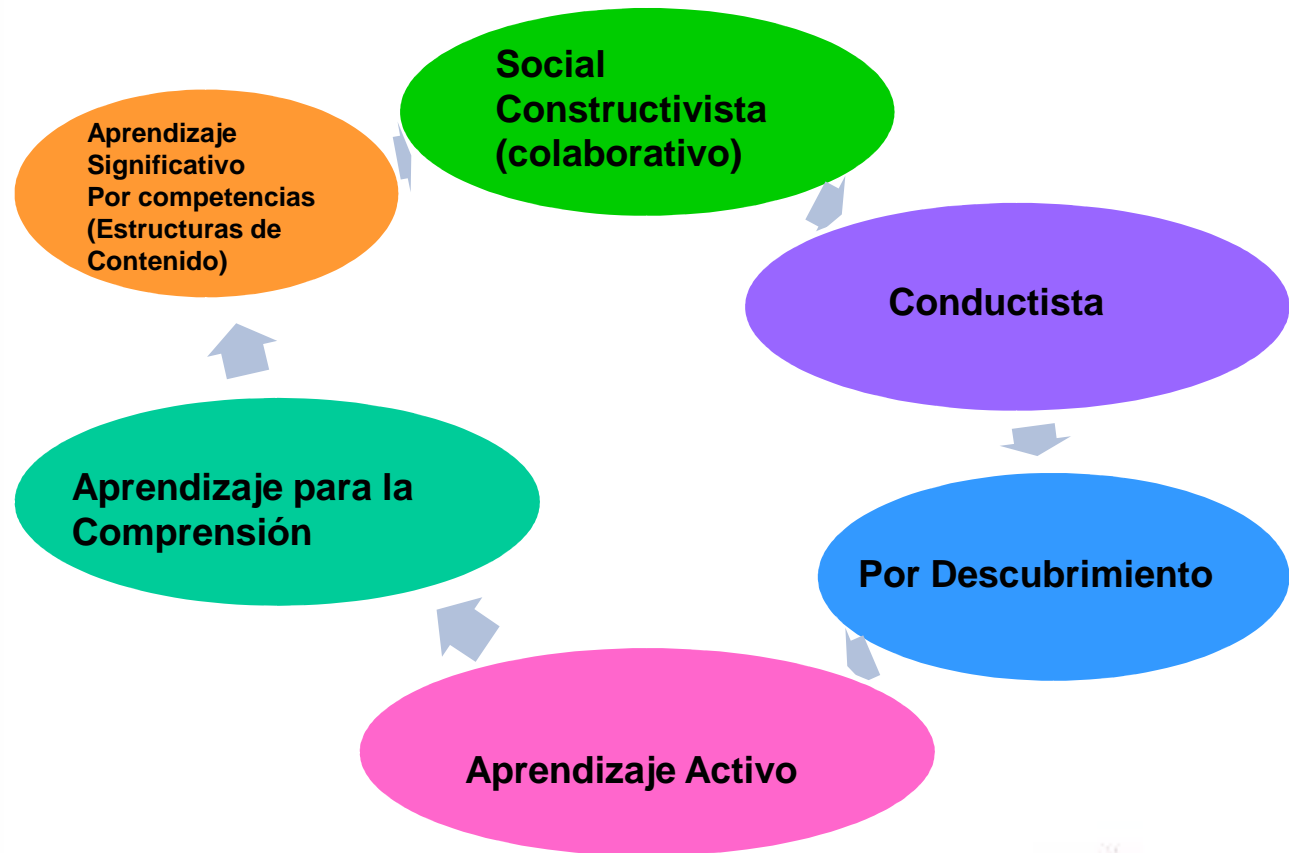 Social
Constructivista
(colaborativo)
Conductista
Por Descubrimiento
Aprendizaje Activo
Aprendizaje para la
Comprensión
Aprendizaje
Significativo
Por competencias
(Estructuras de
Contenido)